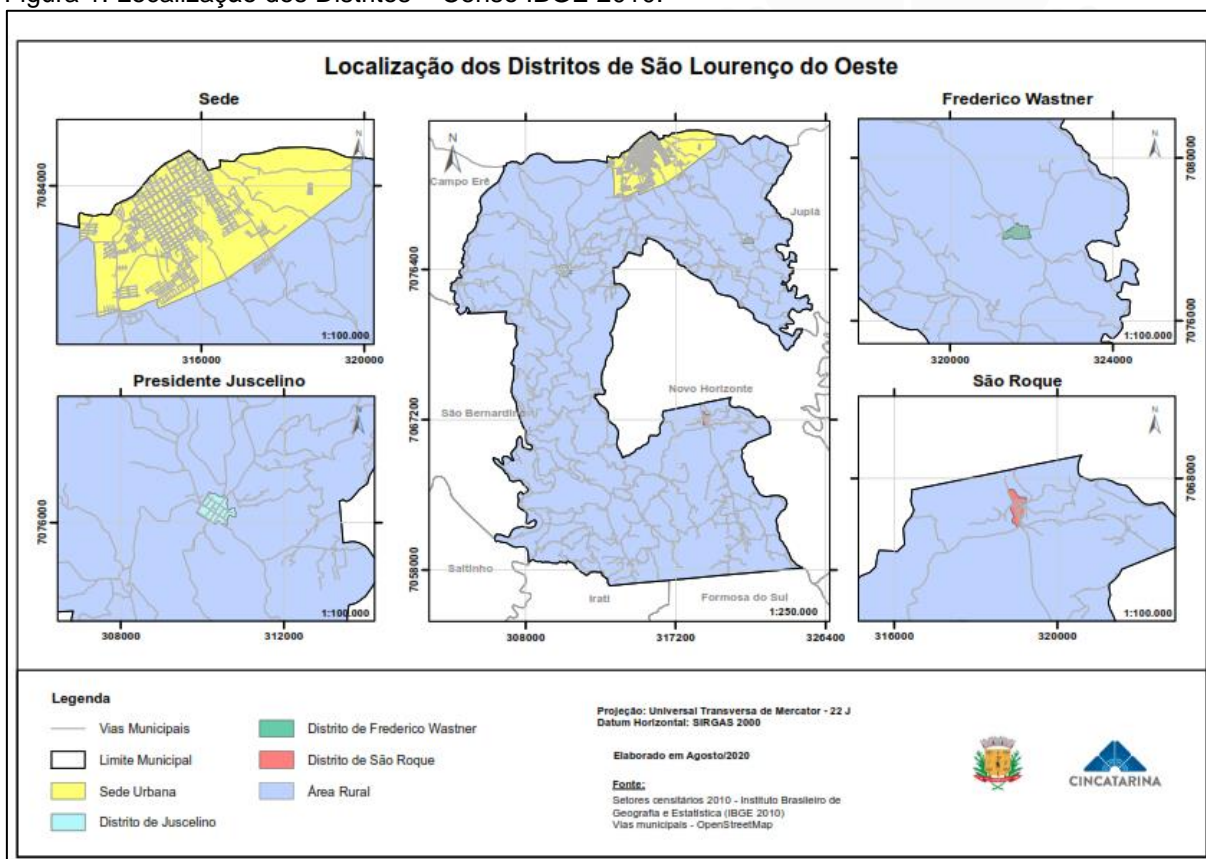 Figura 1: Localização dos Distritos – Censo IBGE 2010.
Localização dos Distritos de São Lourenço do Oeste
Sede
N
7084000
1:100.000
316000
320000
Presidente Juscelino
N
7076000
1:100.000
308000
312000
N
Campo Erê
Jupiá
7076400
Novo Horizonte
São Bernardino
7067200
7058000
Saltinho
Irati
Formosa do Sul
1:250.000
308000
317200
326400
Frederico Wastner
N
7080000
7076000
1:100.000
320000
324000
São Roque
N
7068000
1:100.000
316000
320000
Legenda
Vias Municipais
Limite Municipal
Sede Urbana
Distrito de Juscelino
Distrito de Frederico Wastner
Distrito de São Roque
Área Rural
Projeção: Universal Transversa de Mercator - 22 J
Datum Horizontal: SIRGAS 2000
Elaborado em Agosto/2020
Fonte:
Setores censitários 2010 - Instituto Brasileiro de
Geografia e Estatística (IBGE 2010)
Vias municipais - OpenStreetMap
CINCATARINA